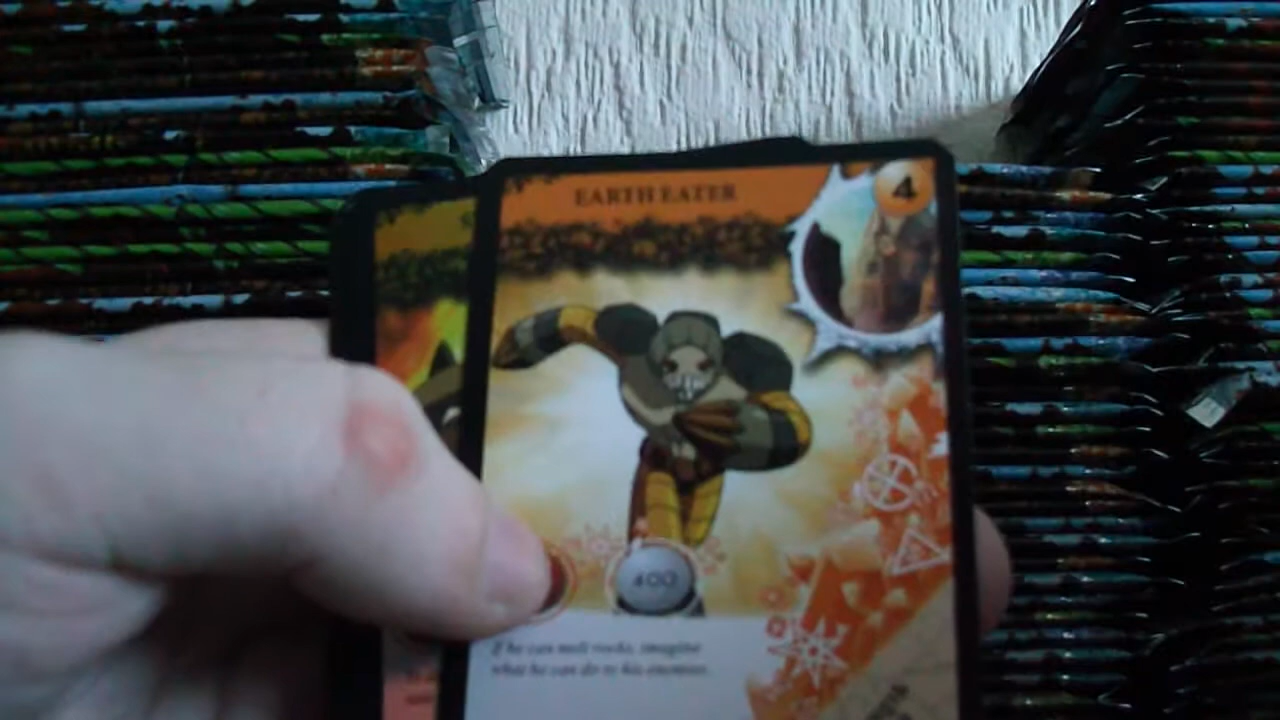 EARTH EATER
4
400
If he can melt rocks, imagine
what he can do to his enemies.